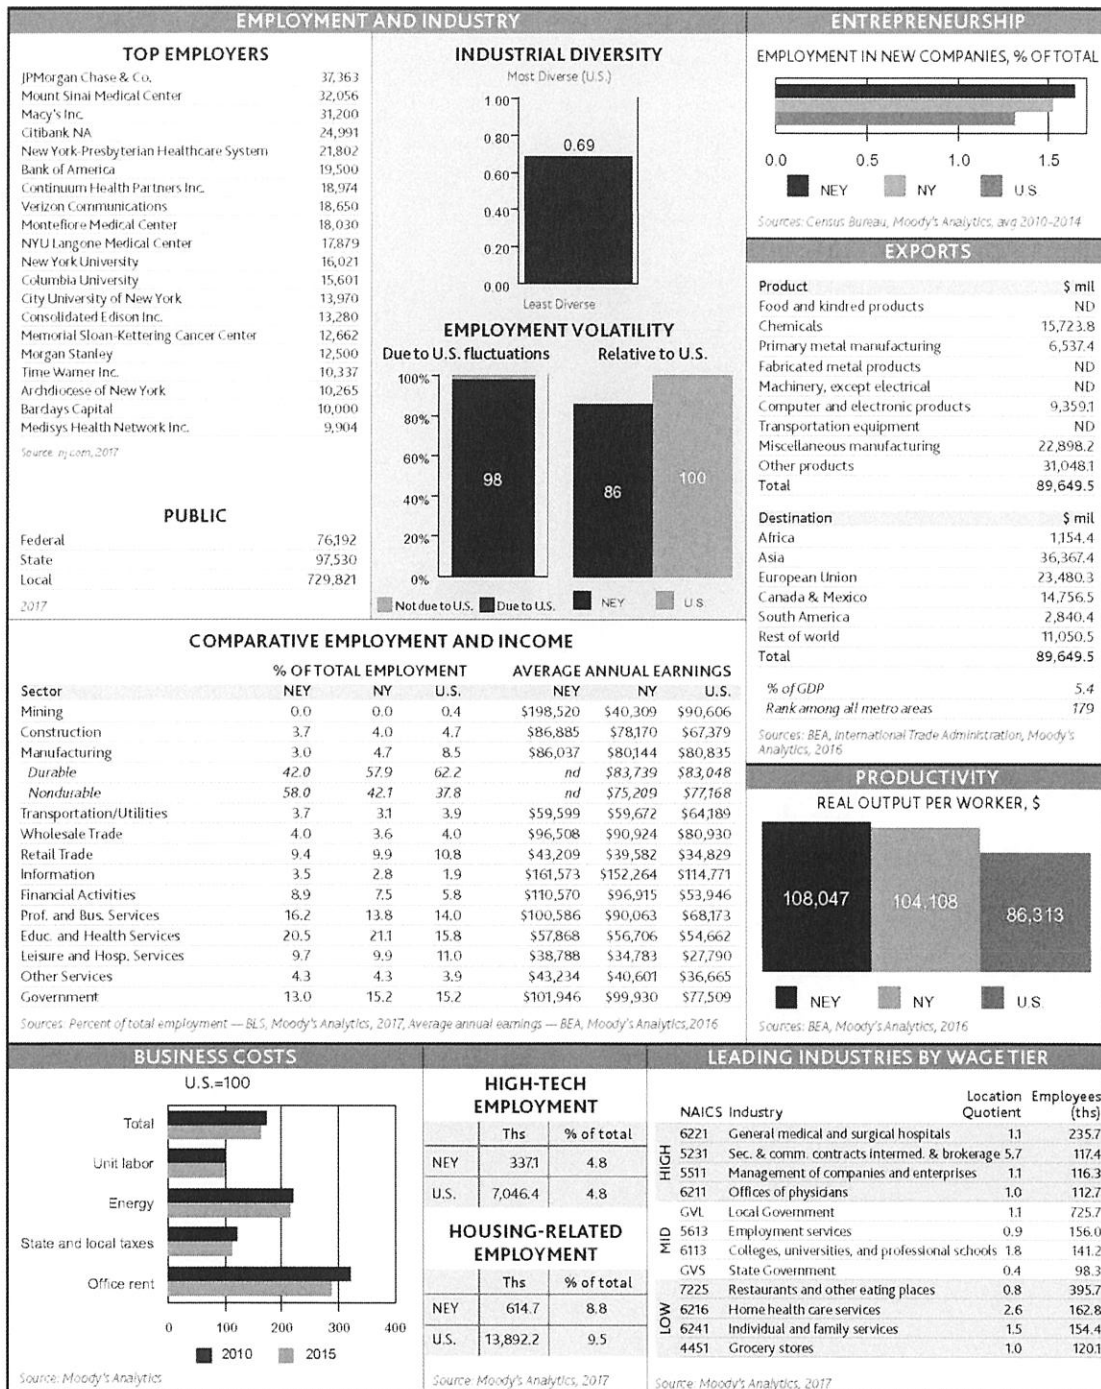 EMPLOYMENT AND INDUSTRY
TOP EMPLOYERS
JPMorgan Chase & Co. 37,363
Mount Sinai Medical Center 32,056
Macy's Inc. 31,200
Citibank NA 24,991
New York-Presbyterian Healthcare System 21,802
Bank of America 19,500
Continuum Health Partners Inc. 18,974
Verizon Communications 18,650
Montefiore Medical Center 18,030
NYU Langone Medical Center 17,879
New York University 16,021
Columbia University 15,601
City University of New York 13,970
Consolidated Edison Inc. 13,280
Memorial Sloan-Kettering Cancer Center 12,662
Morgan Stanley 12,500
Time Warner Inc. 10,337
Archdiocese of New York 10,265
Barclays Capital 10,000
Medisys Health Network Inc. 9,904
Source: nj.com, 2017
PUBLIC
Federal 76,192
State 97,530
Local 729,821
2017
INDUSTRIAL DIVERSITY
Most Diverse (U.S.)
1.00
0.80
0.69
0.60
0.40
0.20
0.00
Least Diverse
EMPLOYMENT VOLATILITY
Due to U.S. fluctuations Relative to U.S.
100%
80%
60%
98 86 100
40%
20%
0%
Not due to U.S. Due to U.S. NEY U.S.
ENTREPRENEURSHIP
EMPLOYMENT IN NEW COMPANIES, % OF TOTAL
0.0 0.5 1.0 1.5
NEY NY U.S.
Sources: Census Bureau, Moody's Analytics, avg 2010-2014
EXPORTS
Product $ mil
Food and kindred products ND
Chemicals 15,723.8
Primary metal manufacturing 6,537.4
Fabricated metal products ND
Machinery, except electrical ND
Computer and electronic products 9,359.1
Transportation equipment ND
Miscellaneous manufacturing 22,898.2
Other products 31,048.1
Total 89,649.5
Destination $ mil
Africa 1,154.4
Asia 36,367.4
European Union 23,480.3
Canada & Mexico 14,756.5
South America 2,840.4
Rest of world 11,050.5
Total 89,649.5
% of GDP 5.4
Rank among all metro areas 179
Sources: BEA, International Trade Administration, Moody's
Analytics, 2016
COMPARATIVE EMPLOYMENT AND INCOME
% OF TOTAL EMPLOYMENT AVERAGE ANNUAL EARNINGS
Sector NEY NY U.S. NEY NY U.S.
Mining 0.0 0.0 0.4 $198,520 $40,309 $90,606
Construction 3.7 4.0 4.7 $86,885 $78,170 $67,379
Manufacturing 3.0 4.7 8.5 $86,037 $80,144 $80,835
Durable 42.0 57.9 62.2 nd $83,739 $83,048
Nondurable 58.0 42.1 37.8 nd $75,209 $77,168
Transportation/Utilities 3.7 3.1 3.9 $59,599 $59,672 $64,189
Wholesale Trade 4.0 3.6 4.0 $96,508 $90,924 $80,930
Retail Trade 9.4 9.9 10.8 $43,209 $39,582 $34,829
Information 3.5 2.8 1.9 $161,573 $152,264 $114,771
Financial Activities 8.9 7.5 5.8 $110,570 $96,915 $53,946
Prof. and Bus. Services 16.2 13.8 14.0 $100,586 $90,063 $68,173
Educ. and Health Services 20.5 21.1 15.8 $57,868 $56,706 $54,662
Leisure and Hosp. Services 9.7 9.9 11.0 $38,788 $34,783 $27,790
Other Services 4.3 4.3 3.9 $43,234 $40,601 $36,665
Government 13.0 15.2 15.2 $101,946 $99,930 $77,509
Sources: Percent of total employment — BLS, Moody's Analytics, 2017, Average annual earnings — BEA, Moody's Analytics, 2016
PRODUCTIVITY
REAL OUTPUT PER WORKER, $
108,047 104,108 86,313
NEY NY U.S.
Sources: BEA, Moody's Analytics, 2016
BUSINESS COSTS
U.S.=100
Total
Unit labor
Energy
State and local taxes
Office rent
0 100 200 300 400
2010 2015
Source: Moody's Analytics
HIGH-TECH
EMPLOYMENT
Ths % of total
NEY 337.1 4.8
U.S. 7,046.4 4.8
HOUSING-RELATED
EMPLOYMENT
Ths % of total
NEY 614.7 8.8
U.S. 13,892.2 9.5
Source: Moody's Analytics, 2017
LEADING INDUSTRIES BY WAGE TIER
Location Employees
NAICS Industry Quotient (ths)
HIGH
6221 General medical and surgical hospitals 1.1 235.7
5231 Sec. & comm. contracts intermed. & brokerage 5.7 117.4
5511 Management of companies and enterprises 1.1 116.3
6211 Offices of physicians 1.0 112.7
MID
GVL Local Government 1.1 725.7
5613 Employment services 0.9 156.0
6113 Colleges, universities, and professional schools 1.8 141.2
GVS State Government 0.4 98.3
LOW
7225 Restaurants and other eating places 0.8 395.7
6216 Home health care services 2.6 162.8
6241 Individual and family services 1.5 154.4
4451 Grocery stores 1.0 120.1
Source: Moody's Analytics, 2017